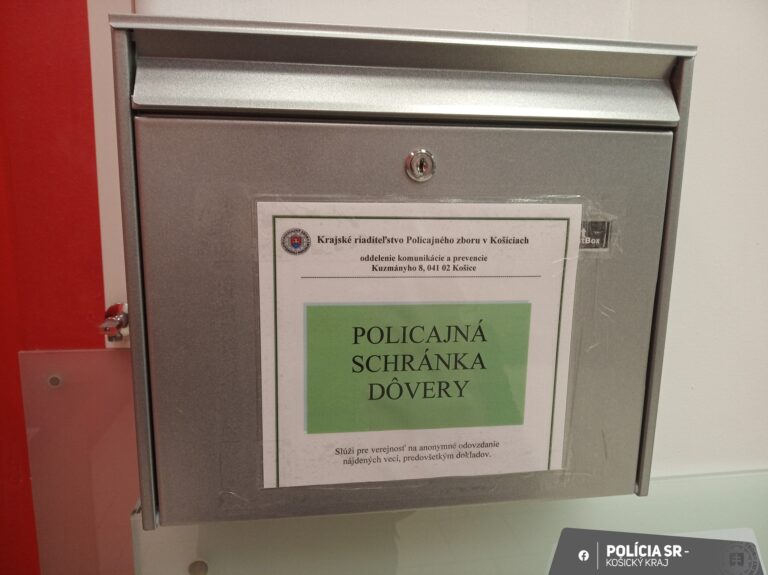 Krajské riaditeľstvo Policajného zboru v Košiciach
oddelenie komunikácie a prevencie
Kuzmányho 8, 041 02 Košice
POLICAJNÁ
SCHRÁNKA
DÔVERY
Slúži pre verejnosť na anonymné odovzdanie
nájdených vecí, predovšetkým dokladov.
POLÍCIA SR -
KOŠICKÝ KRAJ